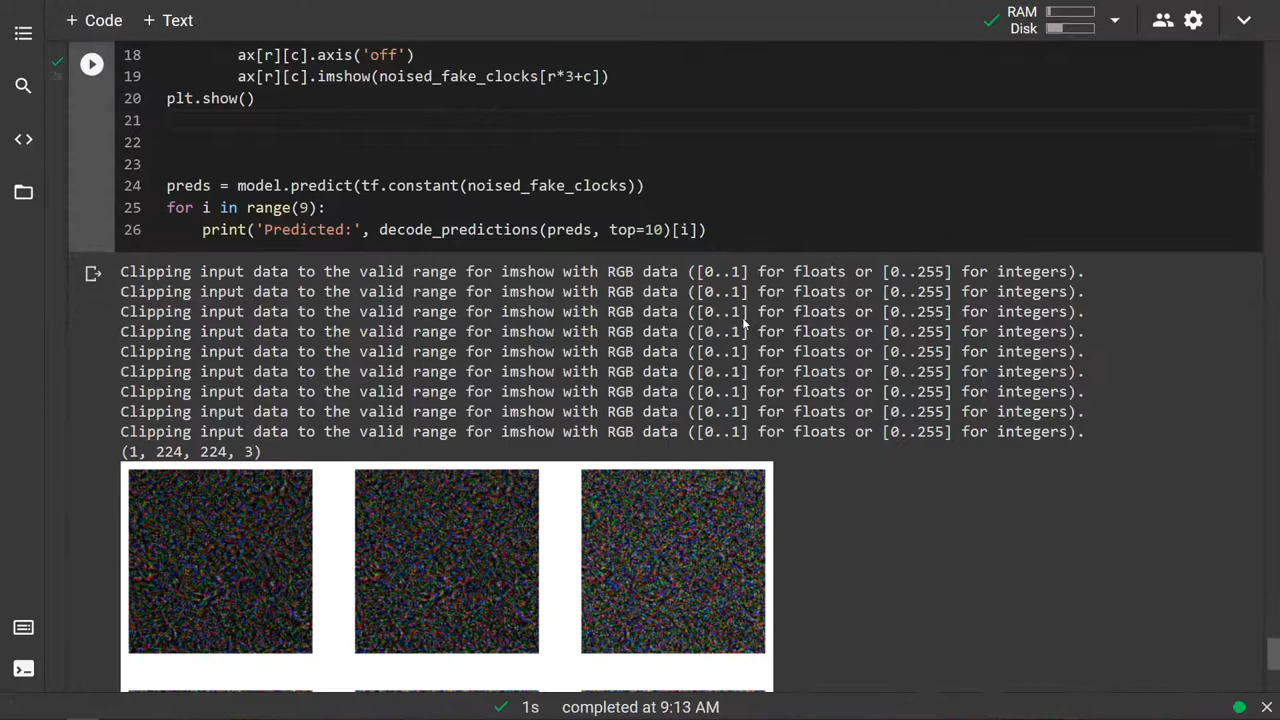 + Code + Text
RAM
Disk
18 ax[r][c].axis('off')
19 ax[r][c].imshow(noised_fake_clocks[r*3+c])
20 plt.show()
21
22
23
24 preds = model.predict(tf.constant(noised_fake_clocks))
25 for i in range(9):
26 print('Predicted:', decode_predictions(preds, top=10)[i])
Clipping input data to the valid range for imshow with RGB data ([0..1] for floats or [0..255] for integers).
Clipping input data to the valid range for imshow with RGB data ([0..1] for floats or [0..255] for integers).
Clipping input data to the valid range for imshow with RGB data ([0..1] for floats or [0..255] for integers).
Clipping input data to the valid range for imshow with RGB data ([0..1] for floats or [0..255] for integers).
Clipping input data to the valid range for imshow with RGB data ([0..1] for floats or [0..255] for integers).
Clipping input data to the valid range for imshow with RGB data ([0..1] for floats or [0..255] for integers).
Clipping input data to the valid range for imshow with RGB data ([0..1] for floats or [0..255] for integers).
Clipping input data to the valid range for imshow with RGB data ([0..1] for floats or [0..255] for integers).
Clipping input data to the valid range for imshow with RGB data ([0..1] for floats or [0..255] for integers).
(1, 224, 224, 3)
1s completed at 9:13 AM